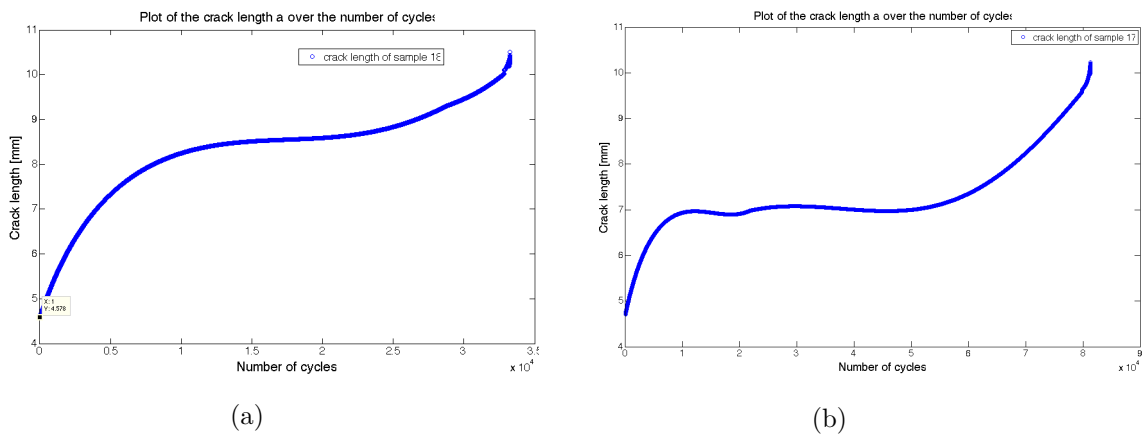 Plot of the crack length a over the number of cycles
11
10
9
8
7
6
5
4
Crack length [mm]
crack length of sample 18
X: 1
Y: 4.578
0 0.5 1 1.5 2 2.5 3 3.5
x 10⁴
Number of cycles
(a)
Plot of the crack length a over the number of cycles
11
10
9
8
7
6
5
4
Crack length [mm]
crack length of sample 17
0 1 2 3 4 5 6 7 8 9
x 10⁴
Number of cycles
(b)